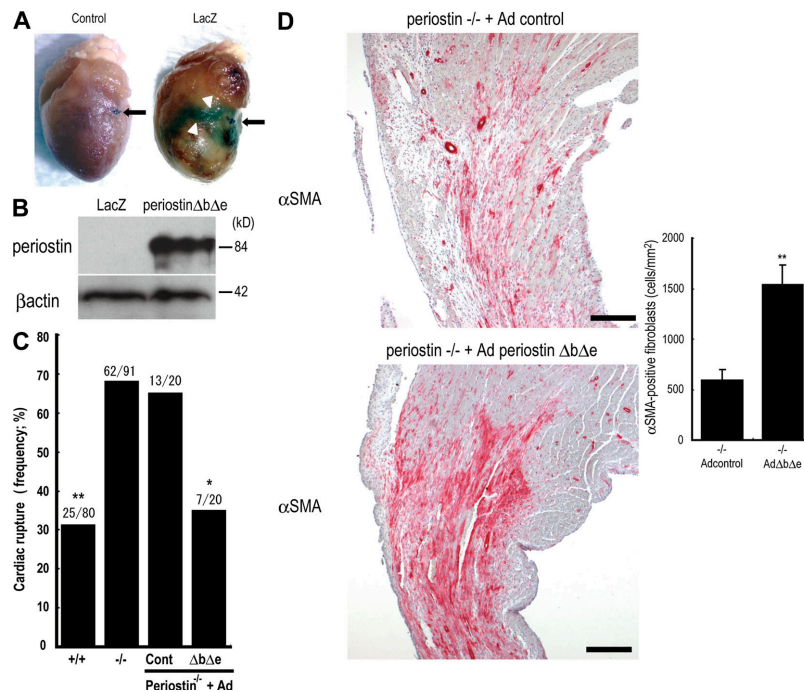 A
Control
LacZ
B
LacZ
periostinΔbΔe
(kD)
periostin
84
βactin
42
C
Cardiac rupture ( frequency; %)
80
70
60
50
40
30
20
10
0
**
25/80
62/91
13/20
*
7/20
+/+
-/-
Cont
ΔbΔe
Periostin-/- + Ad
D
periostin -/- + Ad control
αSMA
periostin -/- + Ad periostin ΔbΔe
αSMA
αSMA-positive fibroblasts (cells/mm²)
2000
1500
1000
500
0
**
-/-
Adcontrol
-/-
AdΔbΔe